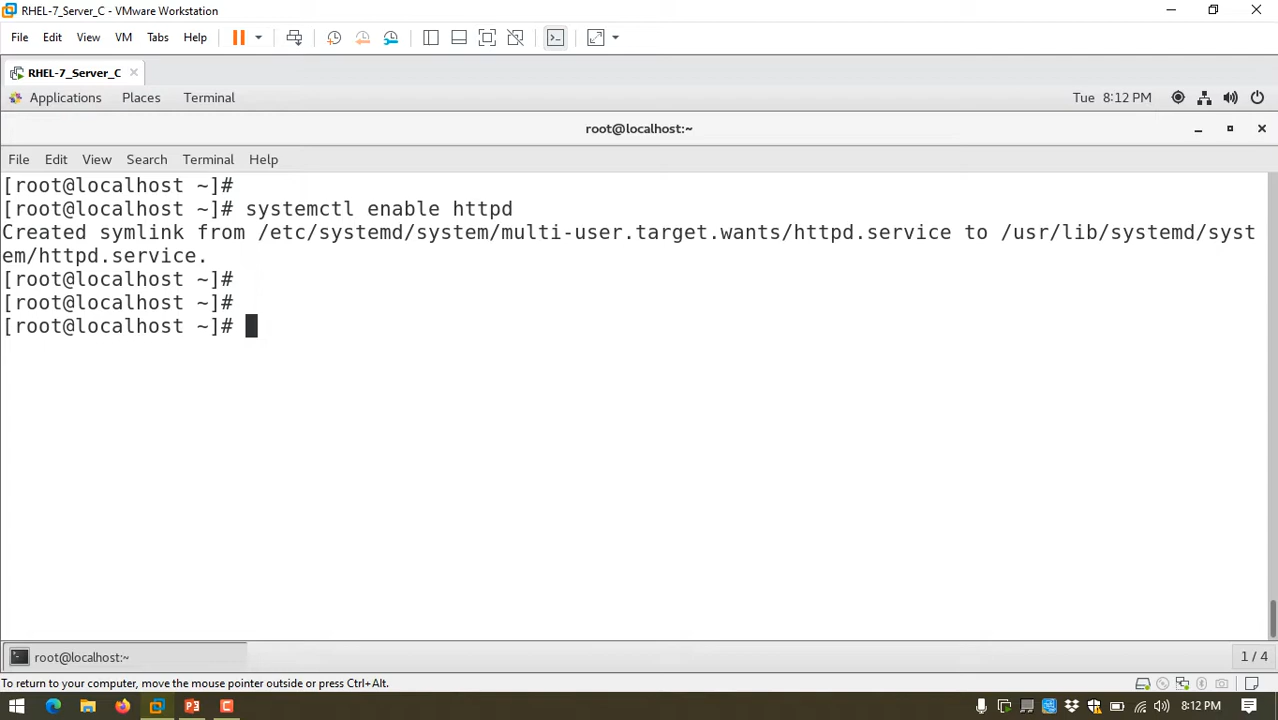 RHEL-7_Server_C - VMware Workstation
File Edit View VM Tabs Help
RHEL-7_Server_C
Applications Places Terminal Tue 8:12 PM
root@localhost:~
File Edit View Search Terminal Help
[root@localhost ~]#
[root@localhost ~]# systemctl enable httpd
Created symlink from /etc/systemd/system/multi-user.target.wants/httpd.service to /usr/lib/systemd/syst
em/httpd.service.
[root@localhost ~]#
[root@localhost ~]#
[root@localhost ~]#
root@localhost:~ 1 / 4
To return to your computer, move the mouse pointer outside or press Ctrl+Alt.
8:12 PM